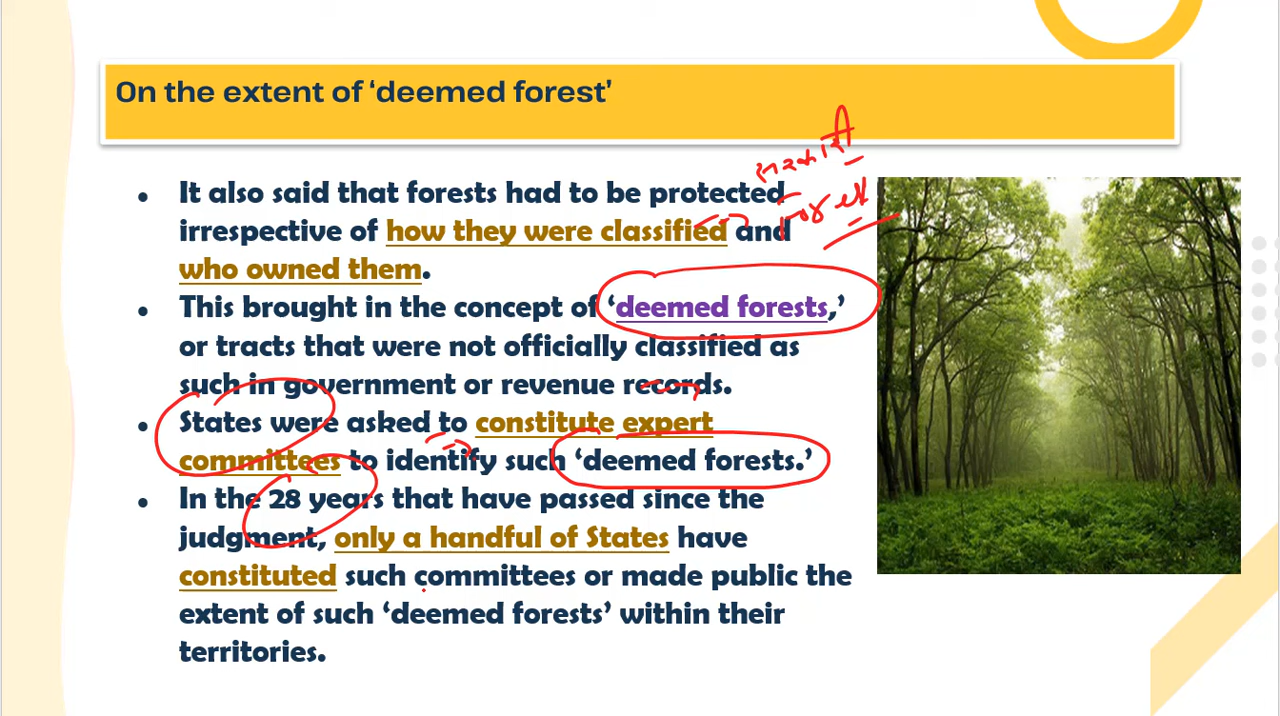 On the extent of ‘deemed forest’
• It also said that forests had to be protected
irrespective of how they were classified and
who owned them.
• This brought in the concept of ‘deemed forests,’
or tracts that were not officially classified as
such in government or revenue records.
• States were asked to constitute expert
committees to identify such ‘deemed forests.’
• In the 28 years that have passed since the
judgment, only a handful of States have
constituted such committees or made public the
extent of such ‘deemed forests’ within their
territories.